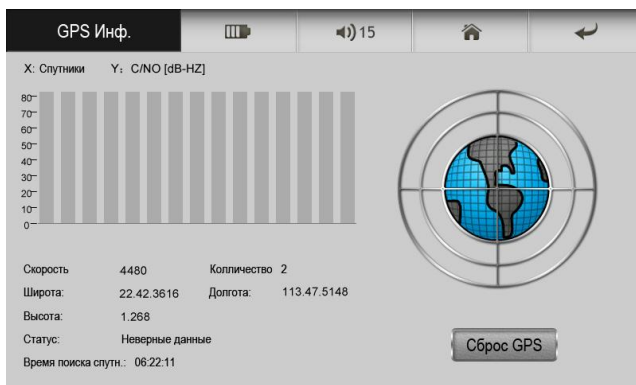 GPS Инф.
15
X: Спутники Y: C/NO [dB-HZ]
80
70
60
50
40
30
20
10
0
Скорость 4480 Колличество 2
Широта: 22.42.3616 Долгота: 113.47.5148
Высота: 1.268
Статус: Неверные данные
Время поиска спутн.: 06:22:11
Сброс GPS